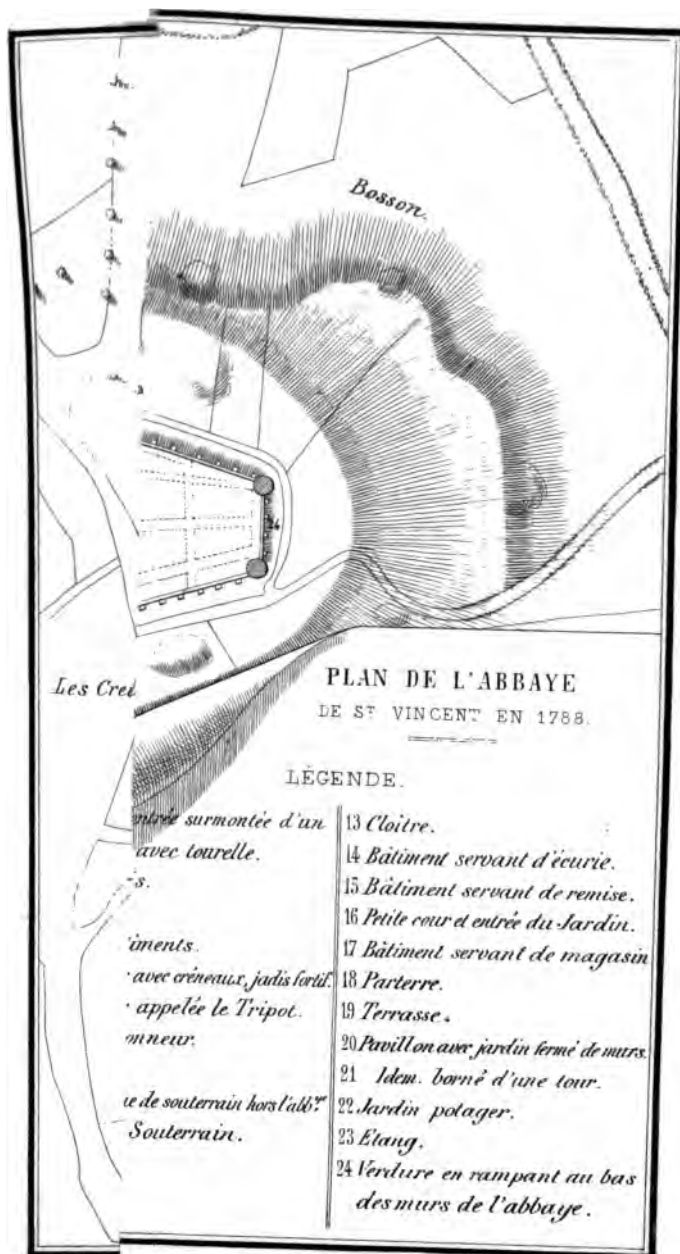 Bosson.
24
Les Cre
PLAN DE L'ABBAYE
DE ST VINCENT EN 1788.
LÉGENDE.
entrée surmontée d'un
avec tourelle.
s.
iments.
avec créneaux, jadis fortif.
appelée le Tripot.
onneur.
ue de souterrain hors l'abb.ye
Souterrain.
13 Cloître.
14 Bâtiment servant d'écurie.
15 Bâtiment servant de remise.
16 Petite cour et entrée du Jardin.
17 Bâtiment servant de magasin
18 Parterre.
19 Terrasse.
20 Pavillon avec jardin fermé de murs.
21 Idem. borné d'une tour.
22 Jardin potager.
23 Etang.
24 Verdure en rampant au bas
des murs de l'abbaye.